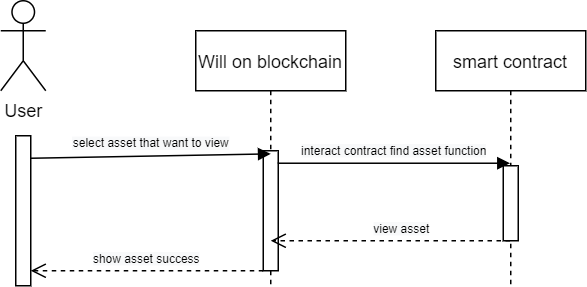 Will on blockchain
smart contract
User
select asset that want to view
interact contract find asset function
view asset
show asset success